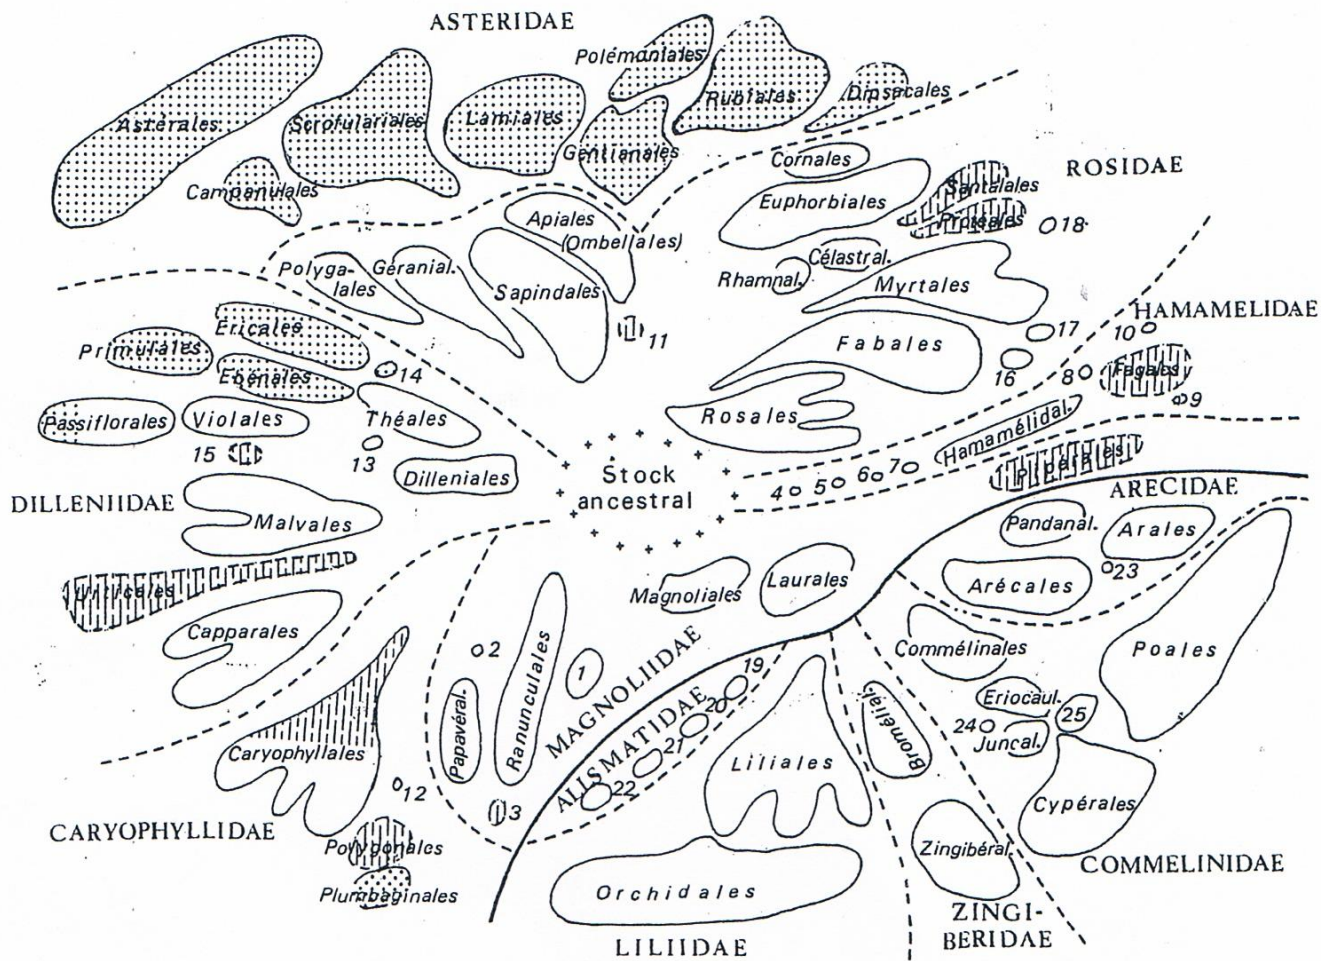 ASTERIDAE
Polémoniales
Rubiales
Dipsacales
Astérales
Scrofulariales
Lamiales
Gentianales
Campanulales
Cornales
ROSIDAE
Euphorbiales
Santalales
Protéales
18
Apiales
(Ombellales)
Polyga-
lales
Géranial.
Sapindales
Célastral.
Rhamnal.
Myrtales
HAMAMELIDAE
Éricales
Primulales
Ebénales
14
11
Fabales
17
10
16
8
Fagales
9
Passiflorales
Violales
Théales
Rosales
Hamamélidal.
15
13
Dilleniales
Stock
ancestral
4
5
6
7
Pipérales
DILLENIIDAE
Malvales
ARECIDAE
Pandanal.
Arales
23
Urticales
Magnoliales
Laurales
Arécales
Capparales
2
Ranunculales
1
MAGNOLIIDAE
Commélinales
Poales
Papavéral.
19
20
21
22
ALISMATIDAE
Bromélial.
Eriocaul.
25
24
Juncal.
Caryophyllales
12
3
Liliales
Cypérales
CARYOPHYLLIDAE
Polygonales
Plumbaginales
Zingibéral.
COMMELINIDAE
Orchidales
ZINGI-
BERIDAE
LILIIDAE